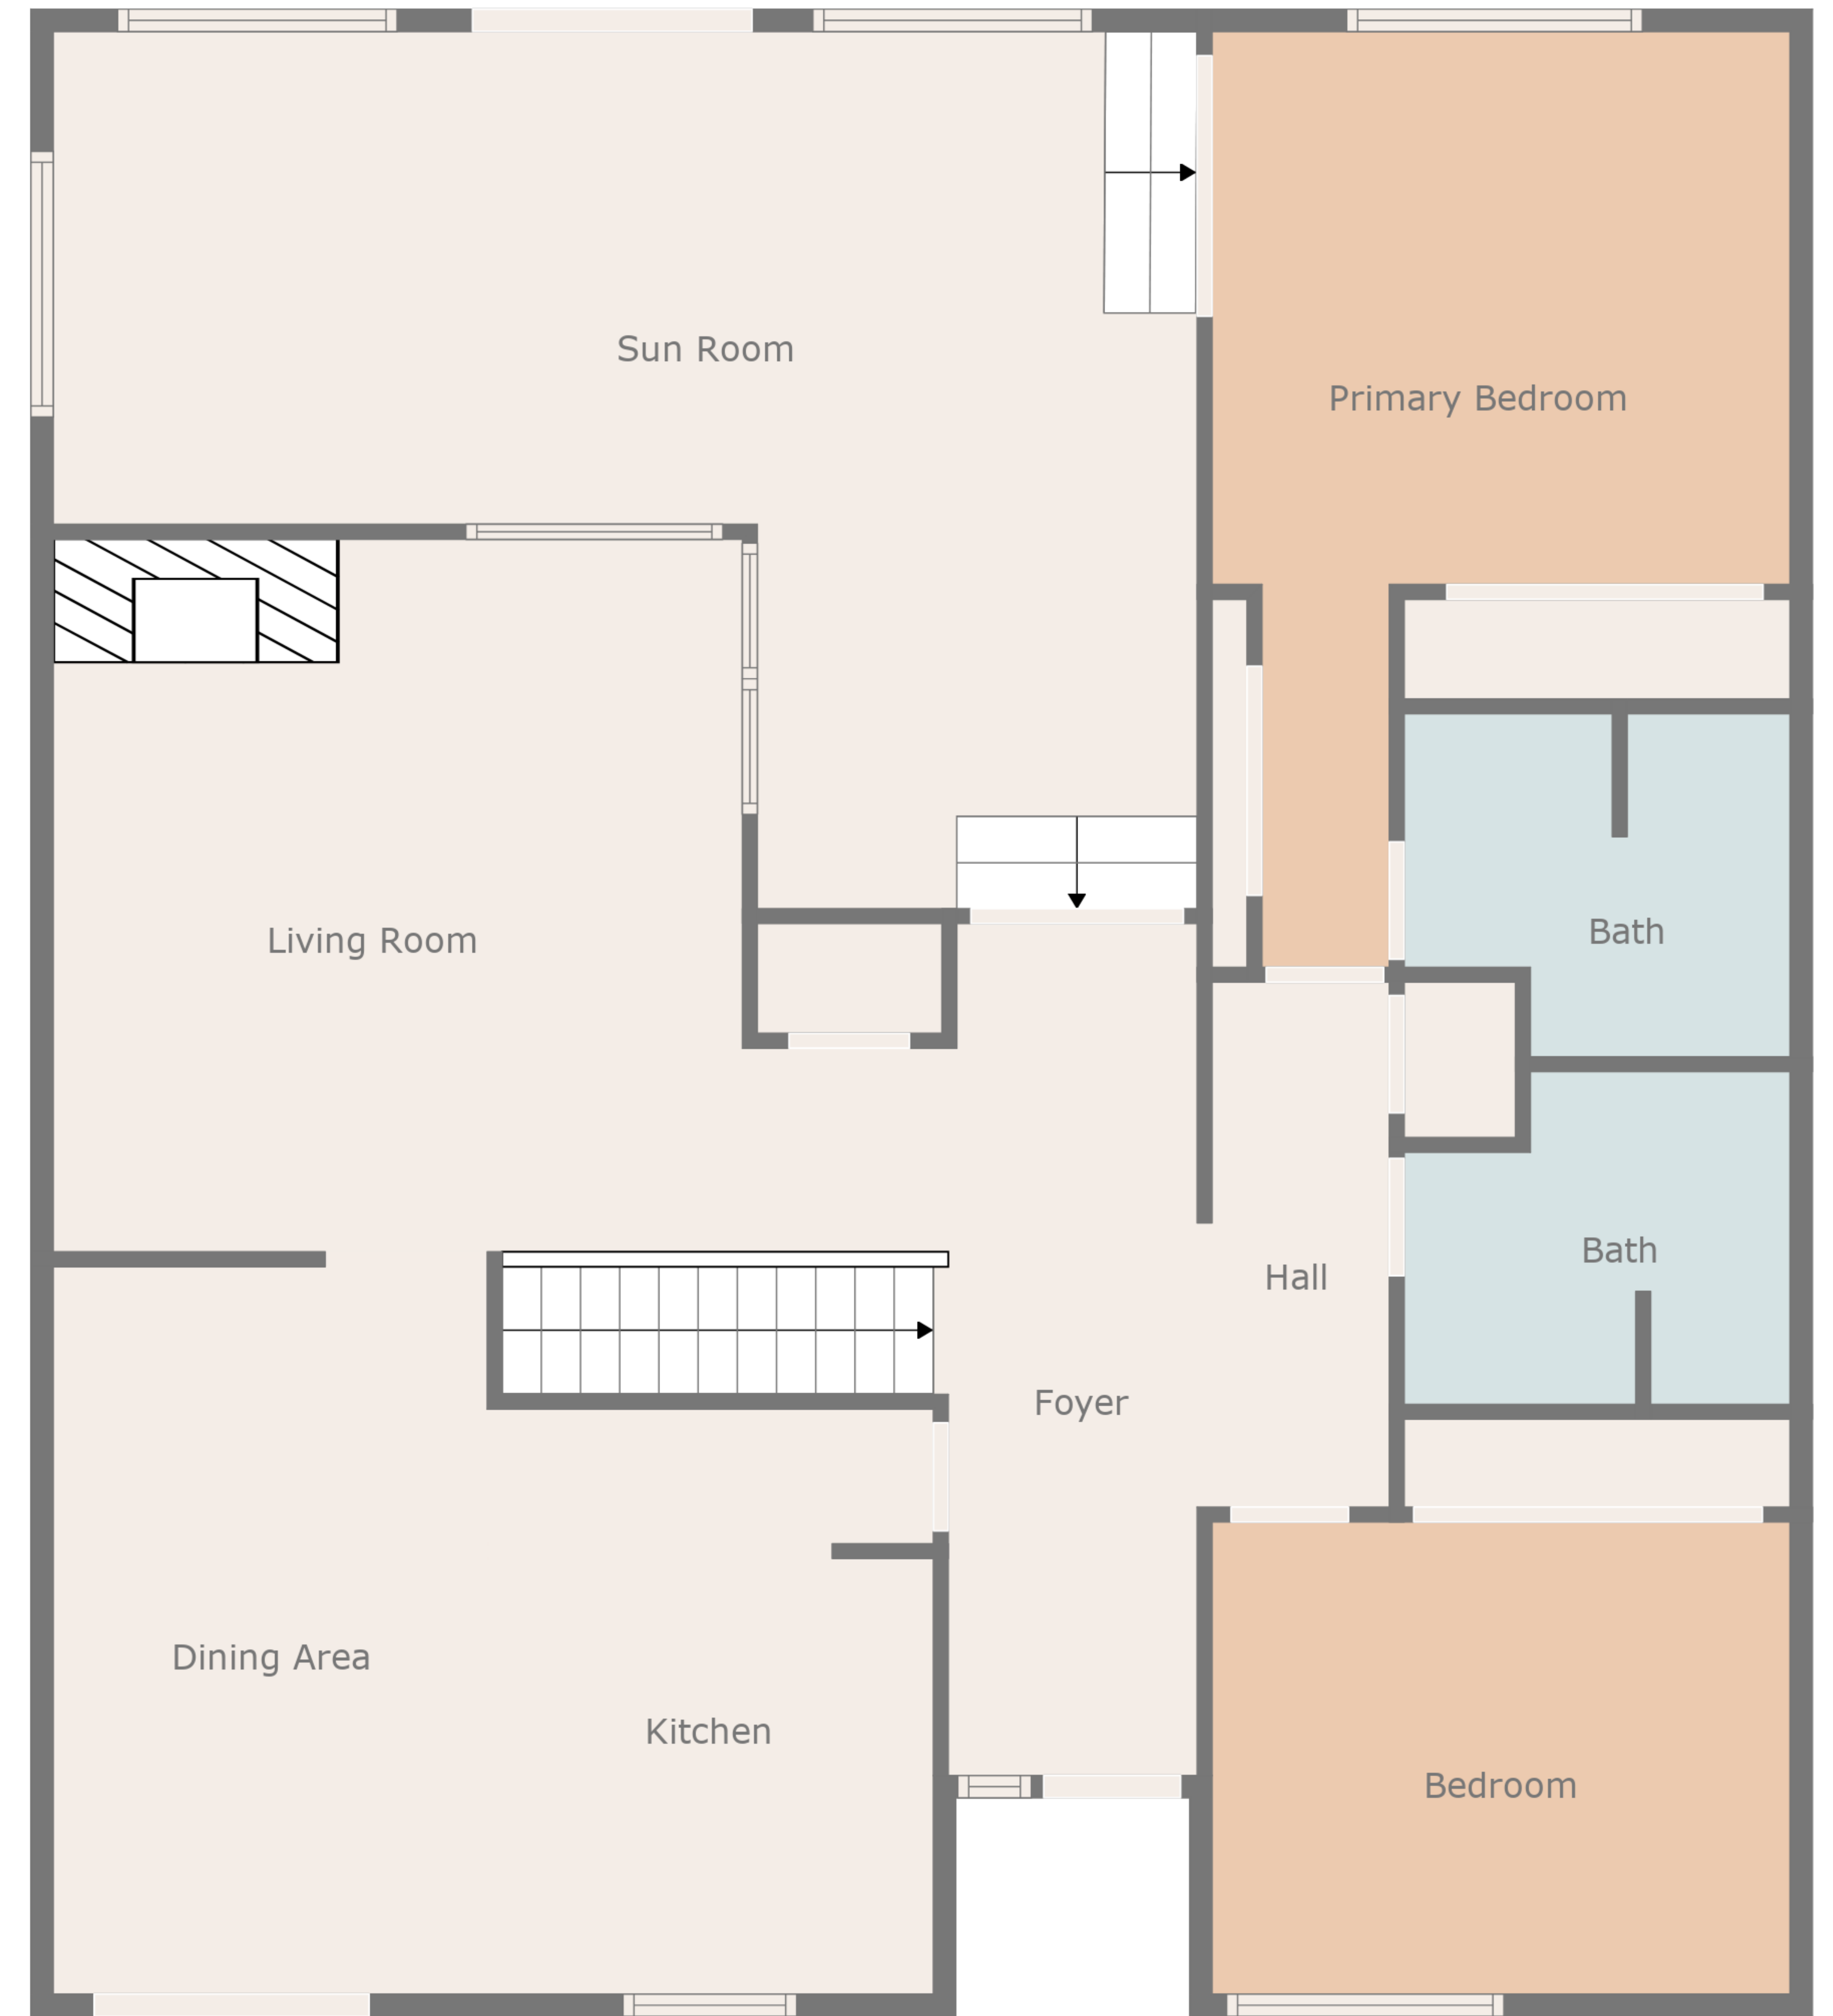 Sun Room
Primary Bedroom
Living Room
Bath
Bath
Hall
Foyer
Dining Area
Kitchen
Bedroom